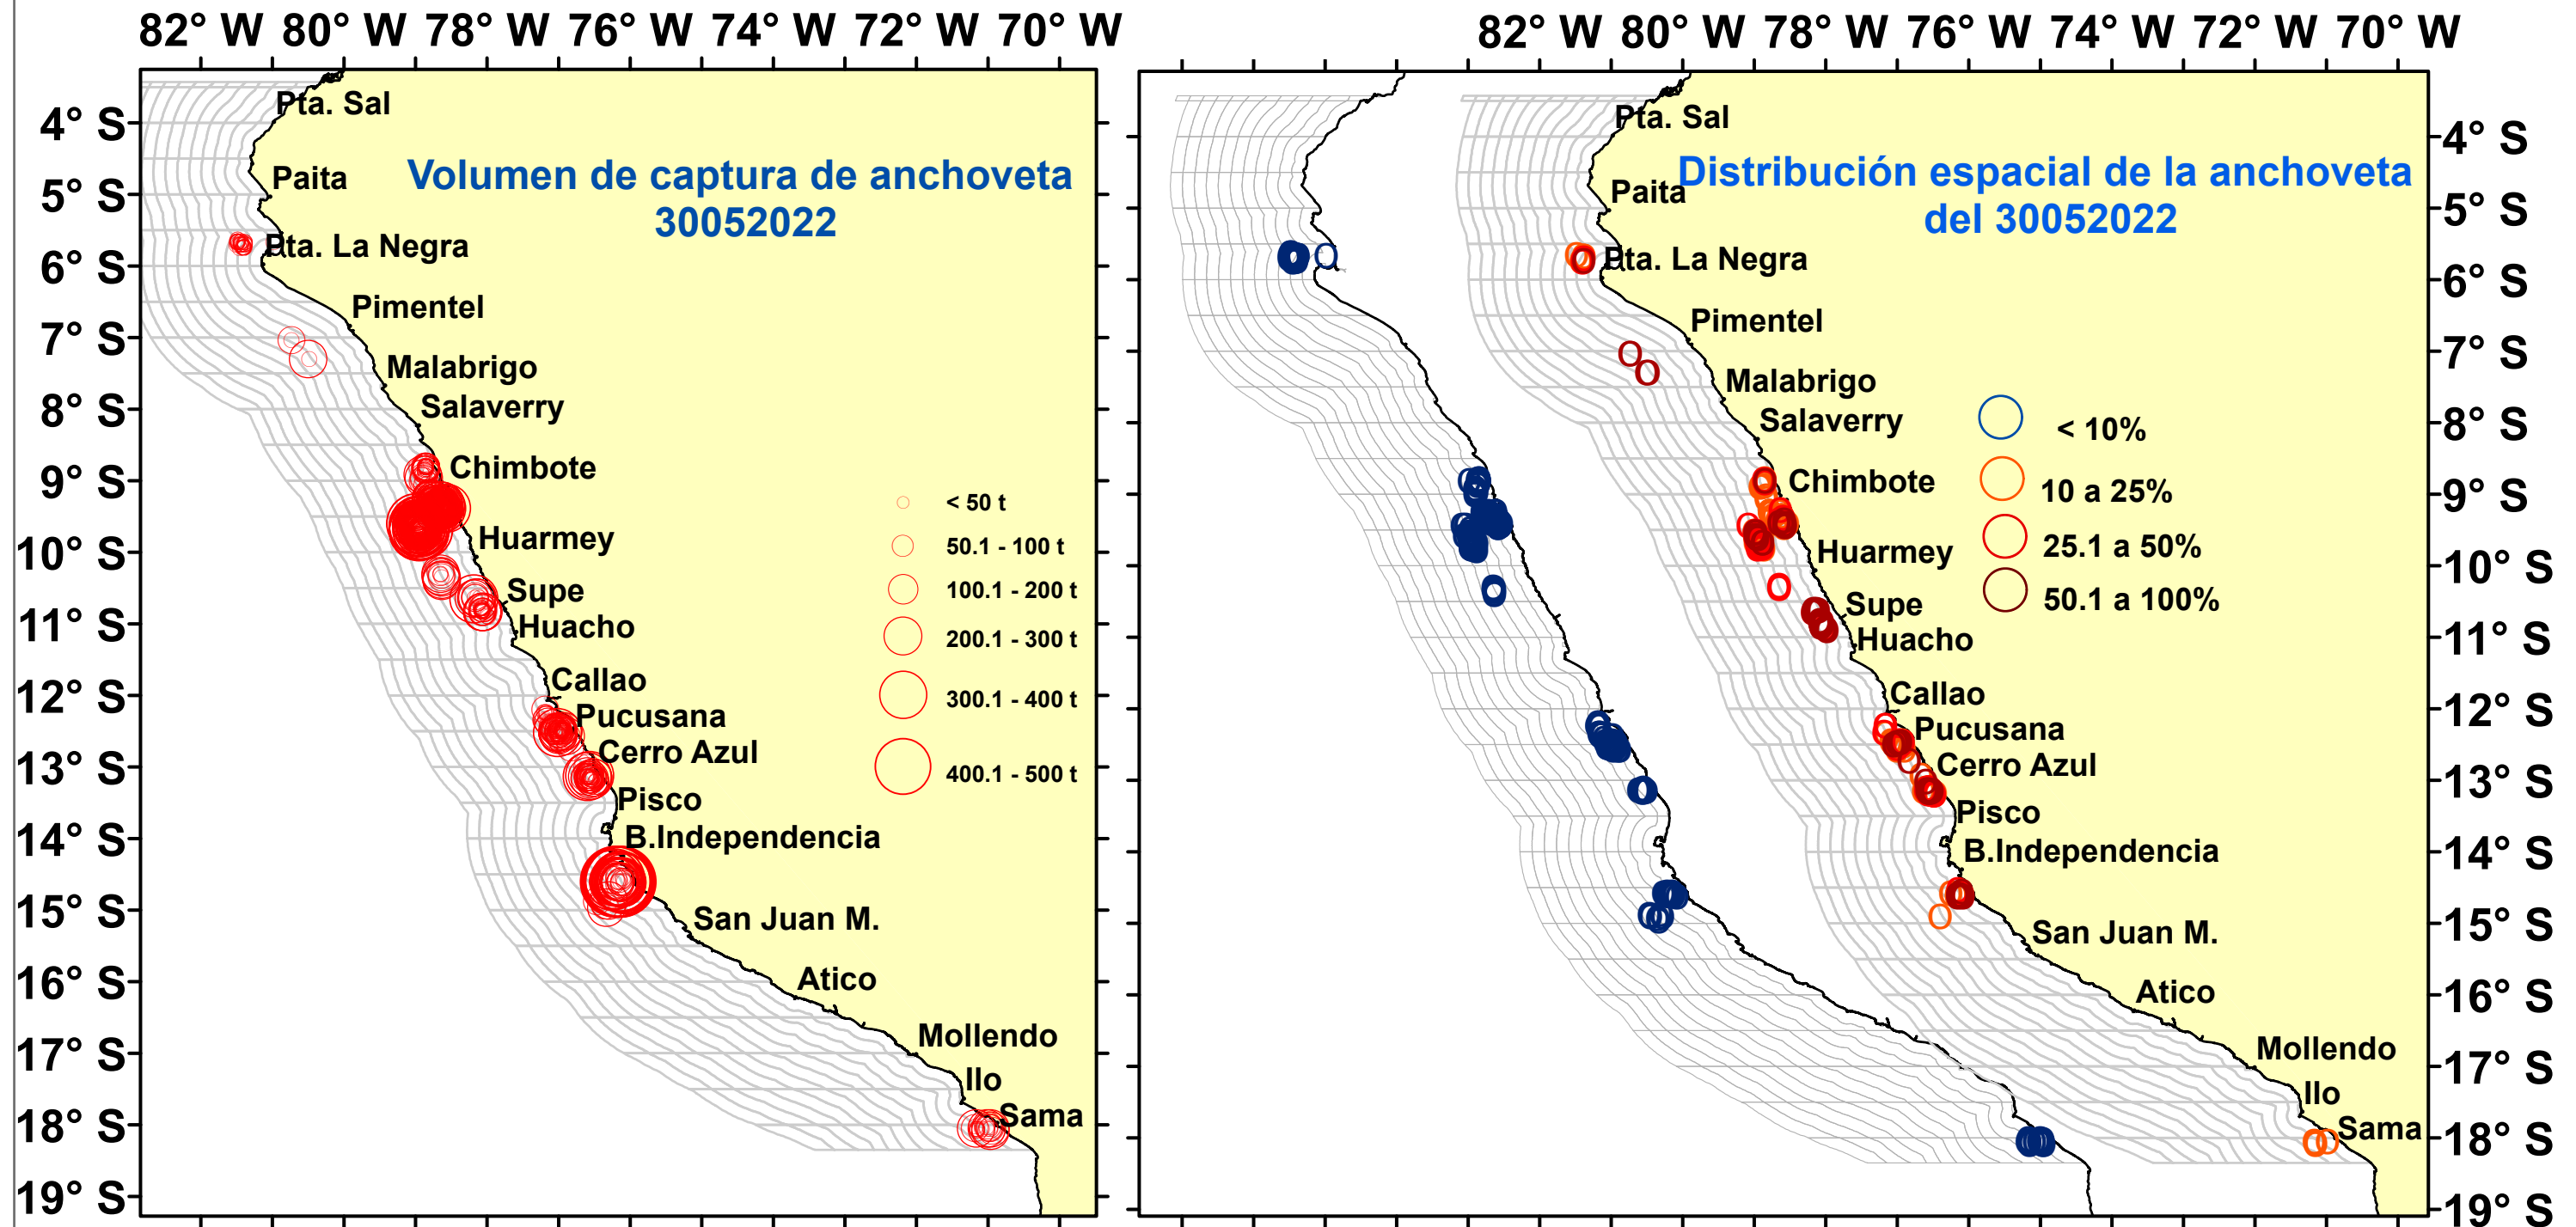 82° W 80° W 78° W 76° W 74° W 72° W 70° W
4° S
5° S
6° S
7° S
8° S
9° S
10° S
11° S
12° S
13° S
14° S
15° S
16° S
17° S
18° S
19° S
Volumen de captura de anchoveta
30052022
Pta. Sal
Paita
Pta. La Negra
Pimentel
Malabrigo
Salaverry
Chimbote
Huarmey
Supe
Huacho
Callao
Pucusana
Cerro Azul
Pisco
B.Independencia
San Juan M.
Atico
Mollendo
Ilo
Sama
< 50 t
50.1 - 100 t
100.1 - 200 t
200.1 - 300 t
300.1 - 400 t
400.1 - 500 t
82° W 80° W 78° W 76° W 74° W 72° W 70° W
Distribución espacial de la anchoveta
del 30052022
Pta. Sal
Paita
Pta. La Negra
Pimentel
Malabrigo
Salaverry
Chimbote
Huarmey
Supe
Huacho
Callao
Pucusana
Cerro Azul
Pisco
B.Independencia
San Juan M.
Atico
Mollendo
Ilo
Sama
< 10%
10 a 25%
25.1 a 50%
50.1 a 100%
4° S
5° S
6° S
7° S
8° S
9° S
10° S
11° S
12° S
13° S
14° S
15° S
16° S
17° S
18° S
19° S